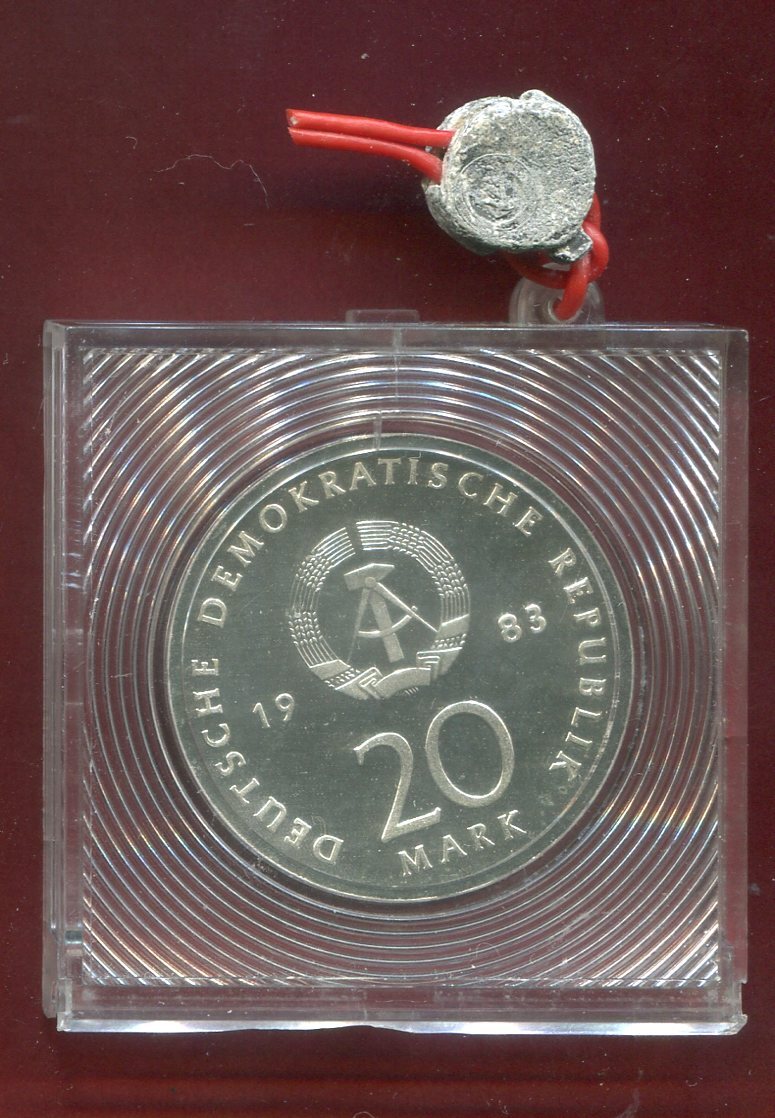 DEUTSCHE DEMOKRATISCHE REPUBLIK
19 83
20
MARK